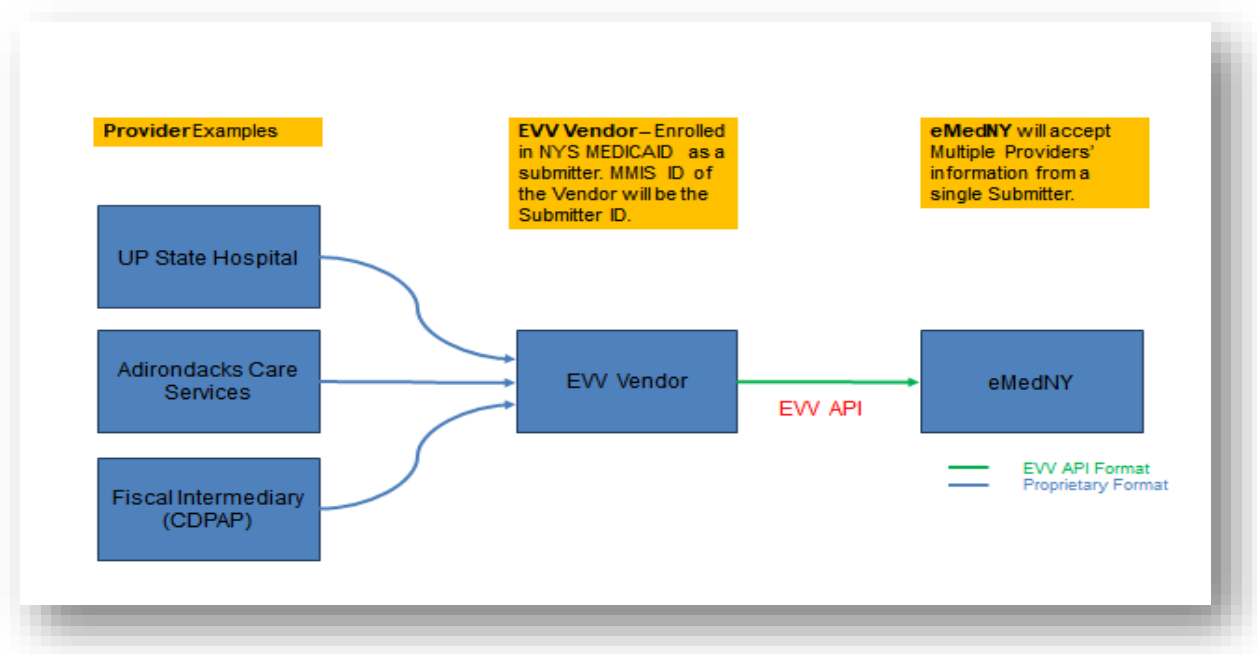 Provider Examples
EVV Vendor – Enrolled
in NYS MEDICAID as a
submitter. MMIS ID of
the Vendor will be the
Submitter ID.
eMedNY will accept
Multiple Providers'
information from a
single Submitter.
UP State Hospital
Adirondacks Care
Services
Fiscal Intermediary
(CDPAP)
EVV Vendor
EVV API
eMedNY
EVV API Format
Proprietary Format